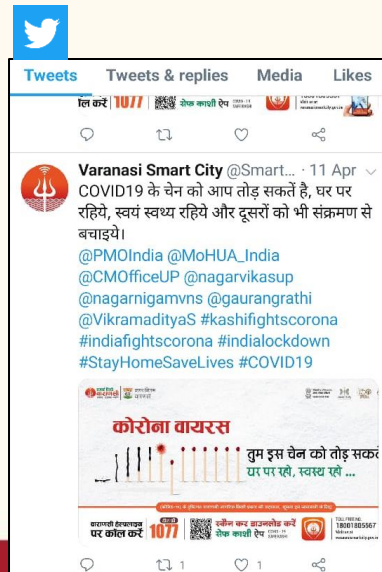 Tweets Tweets & replies Media Likes
1077
सेफ काशी ऐप
Varanasi Smart City @Smart... · 11 Apr
COVID19 के चेन को आप तोड़ सकतें है, घर पर
रहिये, स्वयं स्वथ्य रहिये और दूसरों को भी संक्रमण से
बचाइये।
@PMOIndia @MoHUA_India
@CMOfficeUP @nagarvikasup
@nagarnigamvns @gaurangrathi
@VikramadityaS #kashifightscorona
#indiafightscorona #indialockdown
#StayHomeSaveLives #COVID19
कोरोना वायरस
तुम इस चेन को तोड़ सकते
घर पर रहे, स्वस्थ रहे ...
वाराणसी हेल्पलाइन
पर कॉल करें 1077
स्कैन कर डाउनलोड करें
सेफ काशी ऐप
TOLL FREE NO.
18001805567
1 1